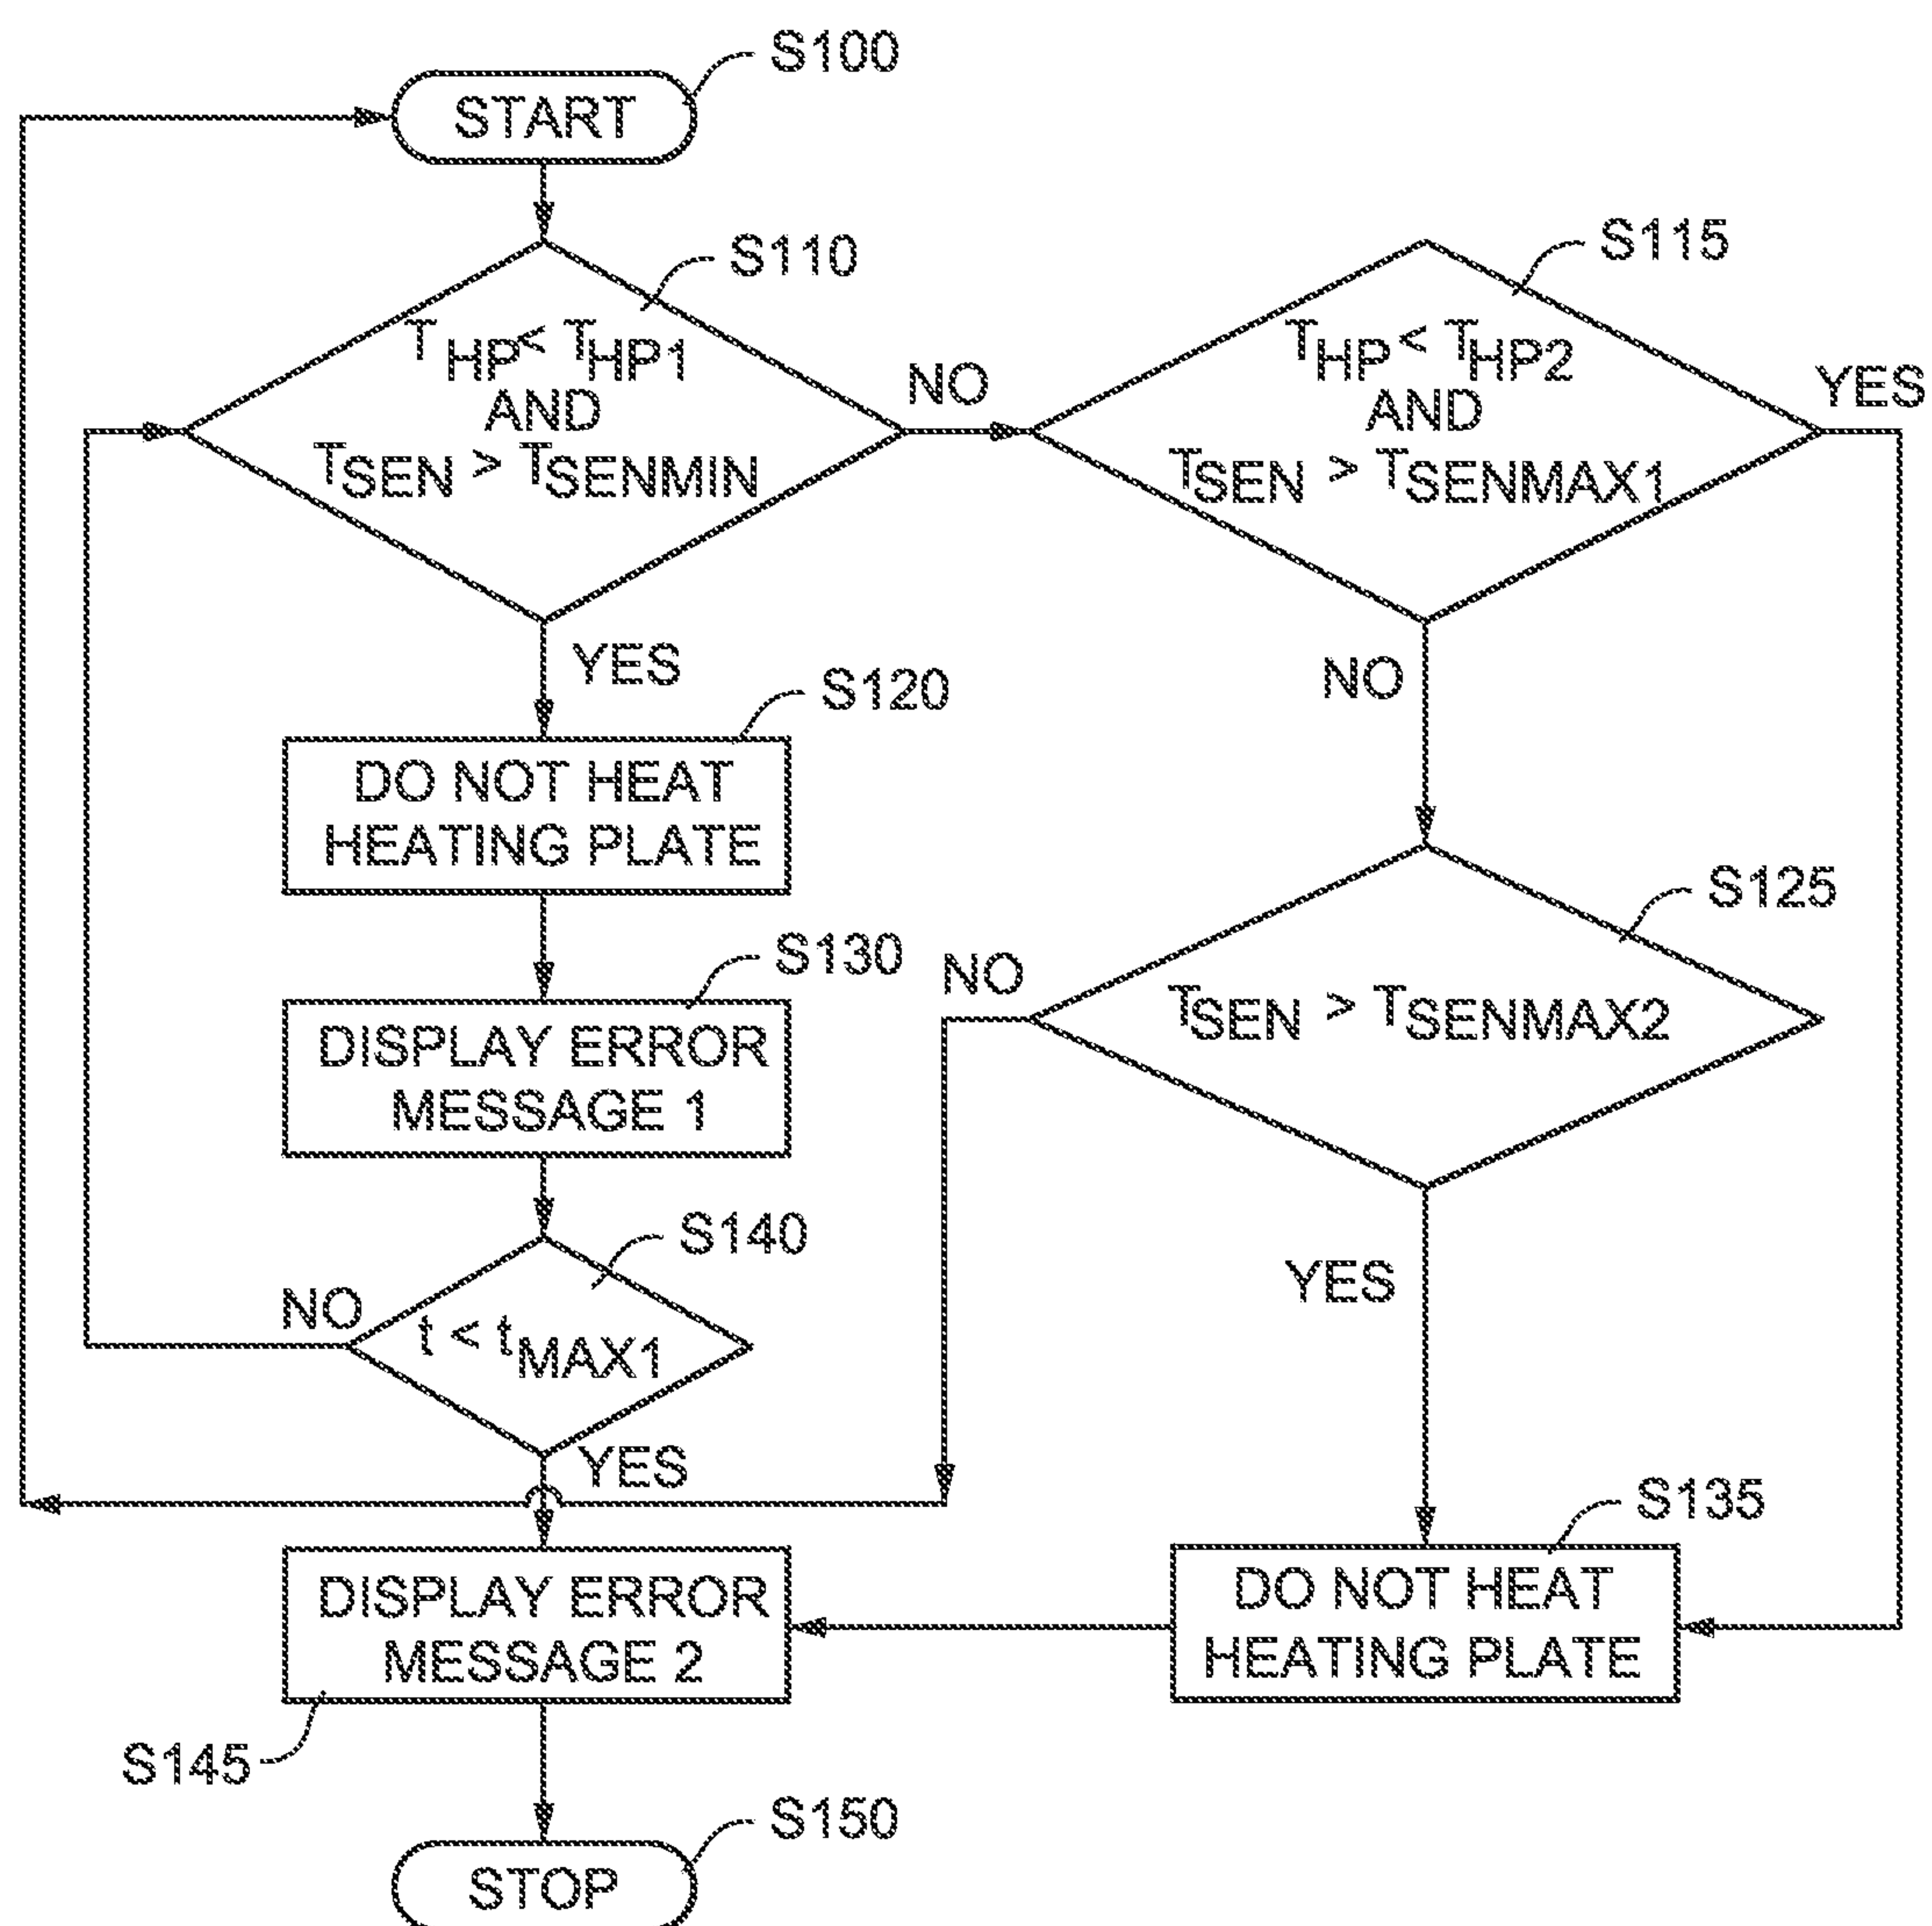 S100
START
S110
S115
THP < THP1
AND
TSEN > TSENMIN
NO
THP < THP2
AND
TSEN > TSENMAX1
YES
YES
NO
S120
DO NOT HEAT
HEATING PLATE
S125
S130
NO
TSEN > TSENMAX2
DISPLAY ERROR
MESSAGE 1
S140
YES
NO
t < tMAX1
YES
S135
DISPLAY ERROR
MESSAGE 2
DO NOT HEAT
HEATING PLATE
S145
S150
STOP